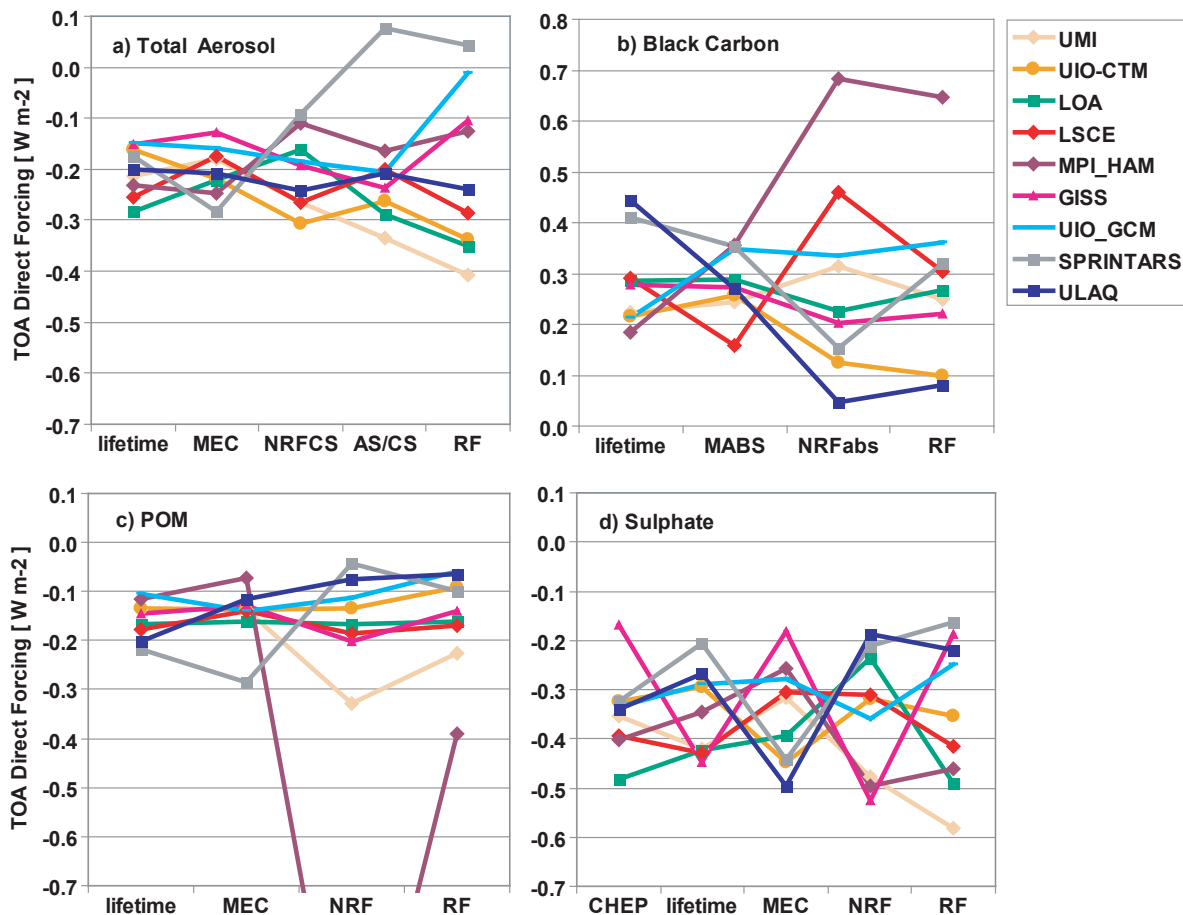 TOA Direct Forcing [ W m-2 ]
a) Total Aerosol
0.1
0.0
-0.1
-0.2
-0.3
-0.4
-0.5
-0.6
-0.7
lifetime MEC NRFCS AS/CS RF
b) Black Carbon
0.8
0.7
0.6
0.5
0.4
0.3
0.2
0.1
0.0
lifetime MABS NRFabs RF
UMI
UIO-CTM
LOA
LSCE
MPI_HAM
GISS
UIO_GCM
SPRINTARS
ULAQ
TOA Direct Forcing [ W m-2 ]
c) POM
0.1
0.0
-0.1
-0.2
-0.3
-0.4
-0.5
-0.6
-0.7
lifetime MEC NRF RF
d) Sulphate
0.1
0.0
-0.1
-0.2
-0.3
-0.4
-0.5
-0.6
-0.7
CHEP lifetime MEC NRF RF